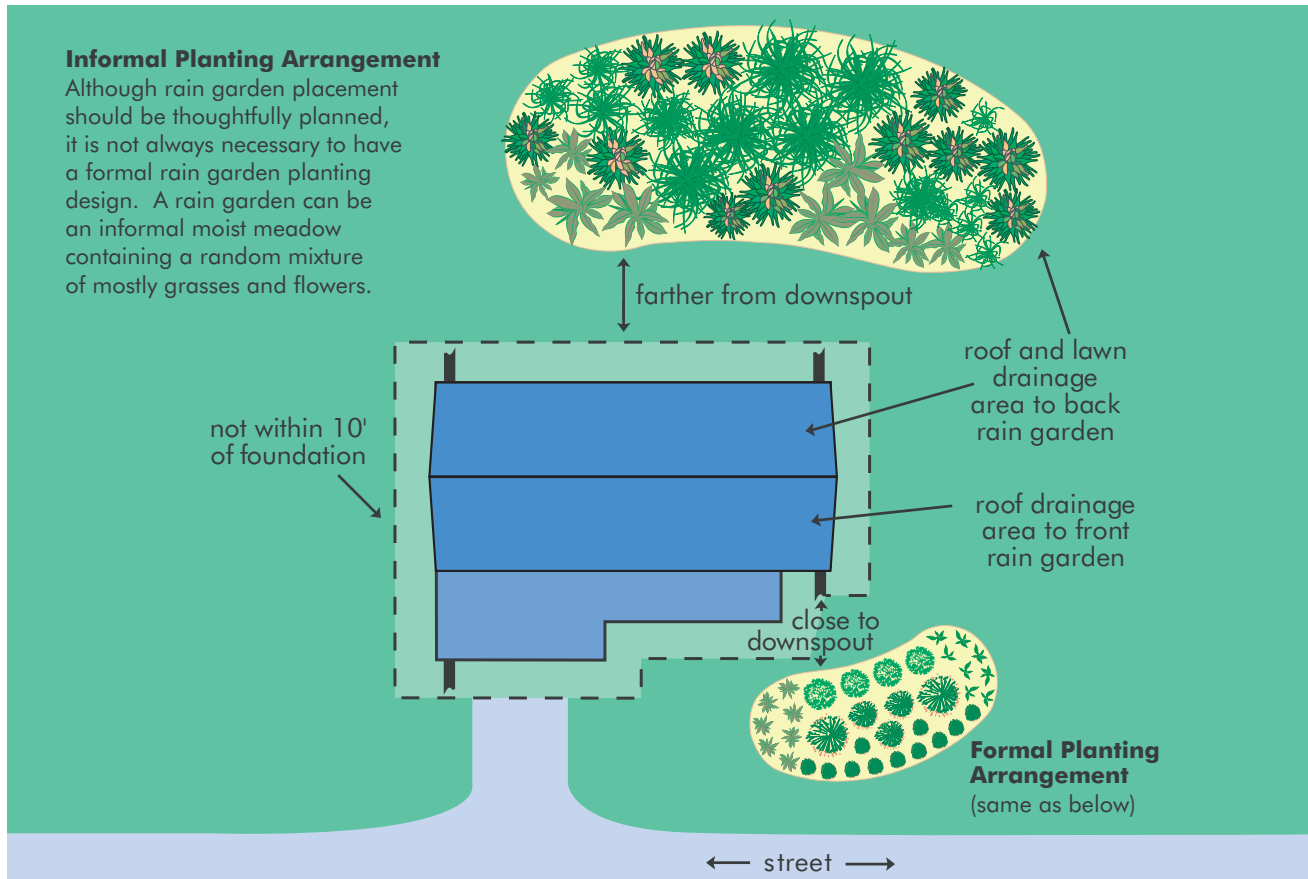 Informal Planting Arrangement
Although rain garden placement
should be thoughtfully planned,
it is not always necessary to have
a formal rain garden planting
design.  A rain garden can be
an informal moist meadow
containing a random mixture
of mostly grasses and flowers.
farther from downspout
roof and lawn
drainage
area to back
rain garden
not within 10'
of foundation
roof drainage
area to front
rain garden
close to
downspout
Formal Planting
Arrangement
(same as below)
street